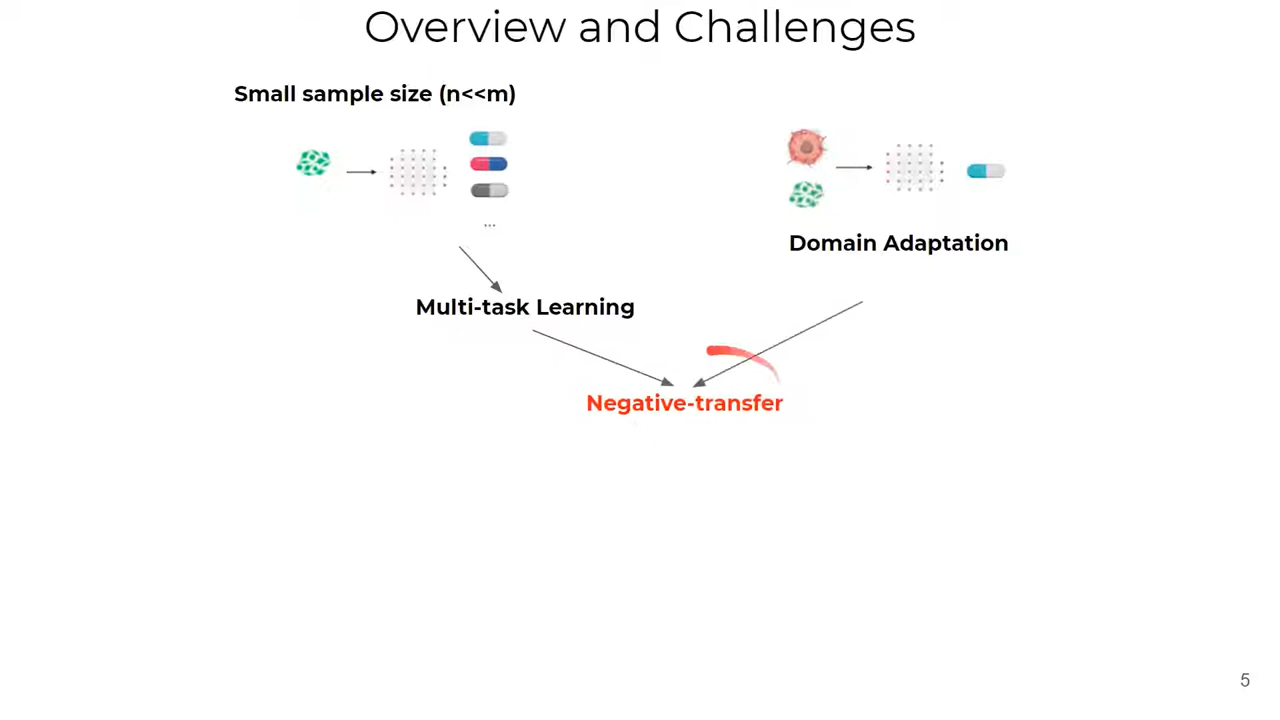 Overview and Challenges
Small sample size (n<<m)
...
Domain Adaptation
Multi-task Learning
Negative-transfer
5